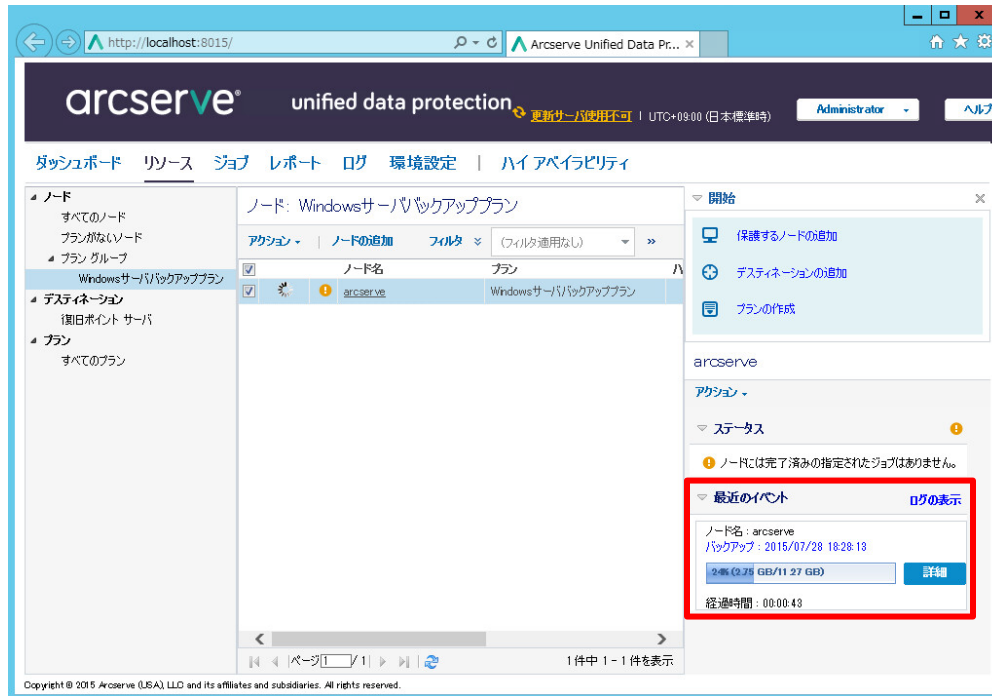 http://localhost:8015/
Arcserve Unified Data Pr...
arcserve® unified data protection 更新サーバ使用不可 | UTC+09:00 (日本標準時) Administrator ヘルプ
ダッシュボード リソース ジョブ レポート ログ 環境設定 | ハイ アベイラビリティ
ノード
すべてのノード
プランがないノード
プラン グループ
Windowsサーババックアッププラン
デスティネーション
復旧ポイント サーバ
プラン
すべてのプラン
ノード: Windowsサーババックアッププラン
アクション | ノードの追加 フィルタ (フィルタ適用なし) »
ノード名 プラン
arcserve Windowsサーババックアッププラン
ページ 1 / 1 1件中 1 - 1 件を表示
開始
保護するノードの追加
デスティネーションの追加
プランの作成
arcserve
アクション
ステータス
ノードには完了済みの指定されたジョブはありません。
最近のイベント ログの表示
ノード名 : arcserve
バックアップ : 2015/07/28 18:28:13
24% (2.75 GB/11.27 GB) 詳細
経過時間 : 00:00:43
Copyright © 2015 Arcserve (USA), LLC and its affiliates and subsidiaries. All rights reserved.